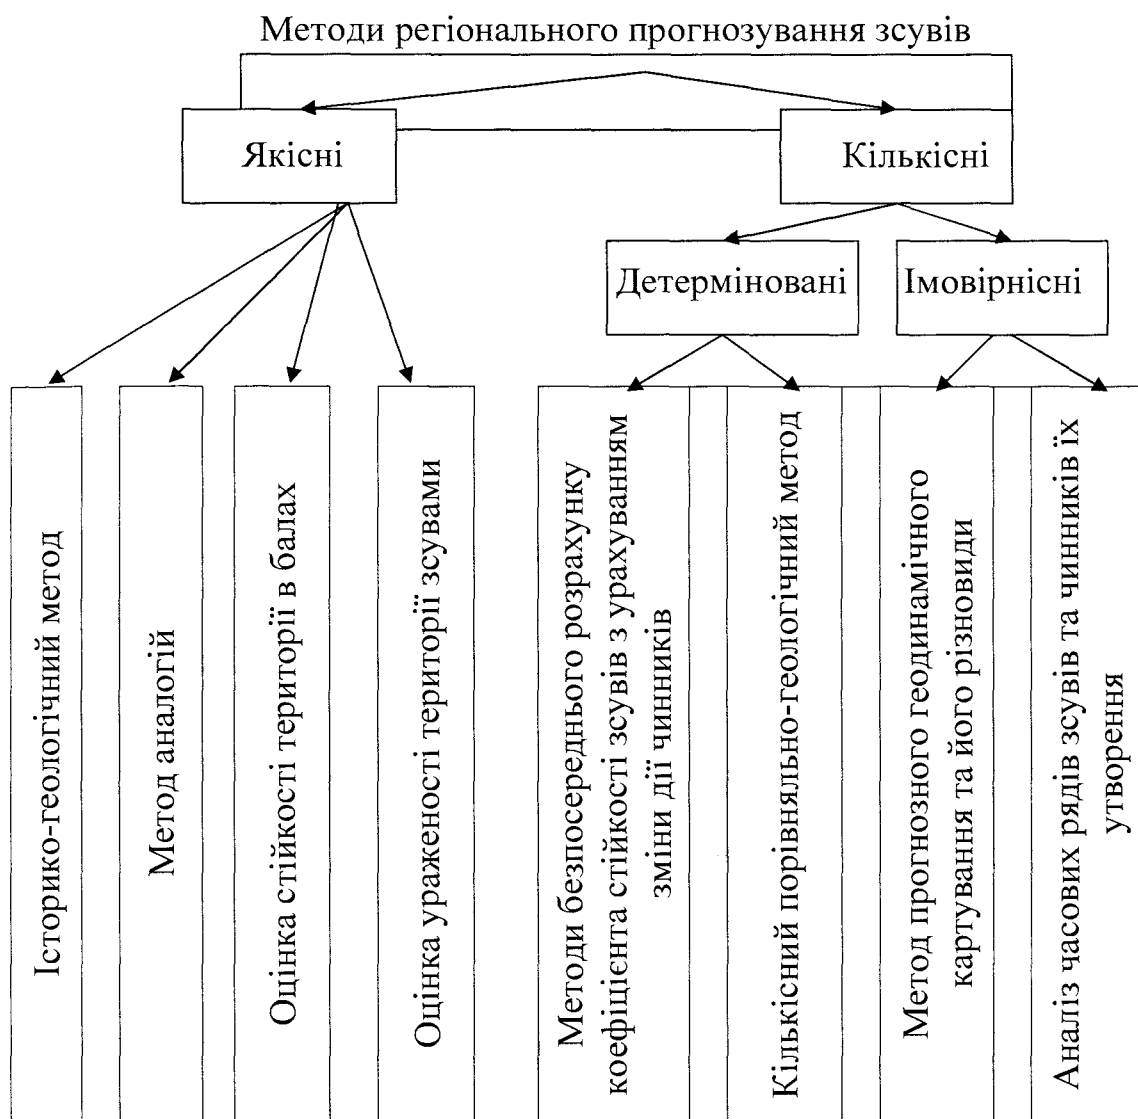 Методи регіонального прогнозування зсувів
Якісні
Кількісні
Детерміновані
Імовірнісні
Історико-геологічний метод
Метод аналогій
Оцінка стійкості території в балах
Оцінка ураженості території зсувами
Методи безпосереднього розрахунку
коефіцієнта стійкості зсувів з урахуванням
зміни дії чинників
Кількісний порівняльно-геологічний метод
Метод прогнозного геодинамічного
картування та його різновиди
Аналіз часових рядів зсувів та чинників їх
утворення